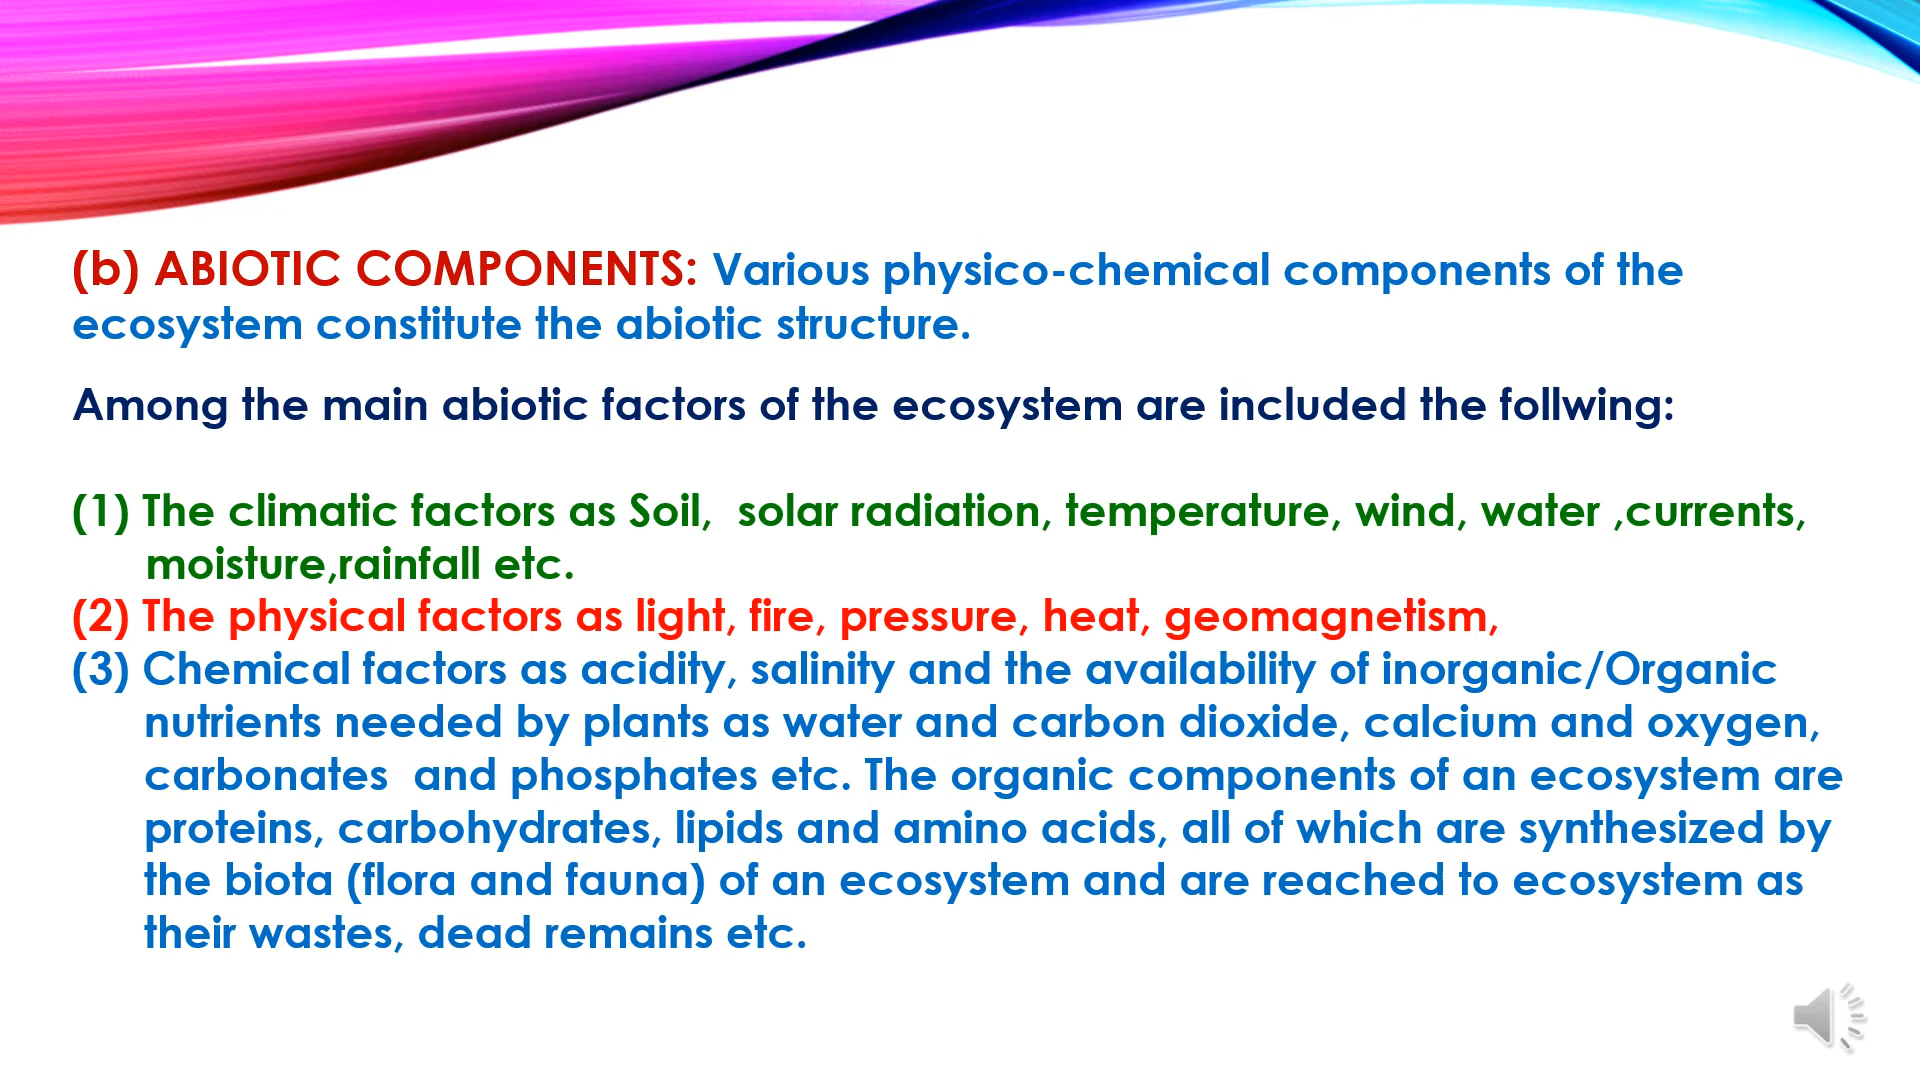 (b) ABIOTIC COMPONENTS: Various physico-chemical components of the
ecosystem constitute the abiotic structure.
Among the main abiotic factors of the ecosystem are included the follwing:
(1) The climatic factors as Soil,  solar radiation, temperature, wind, water ,currents,
moisture,rainfall etc.
(2) The physical factors as light, fire, pressure, heat, geomagnetism,
(3) Chemical factors as acidity, salinity and the availability of inorganic/Organic
nutrients needed by plants as water and carbon dioxide, calcium and oxygen,
carbonates  and phosphates etc. The organic components of an ecosystem are
proteins, carbohydrates, lipids and amino acids, all of which are synthesized by
the biota (flora and fauna) of an ecosystem and are reached to ecosystem as
their wastes, dead remains etc.